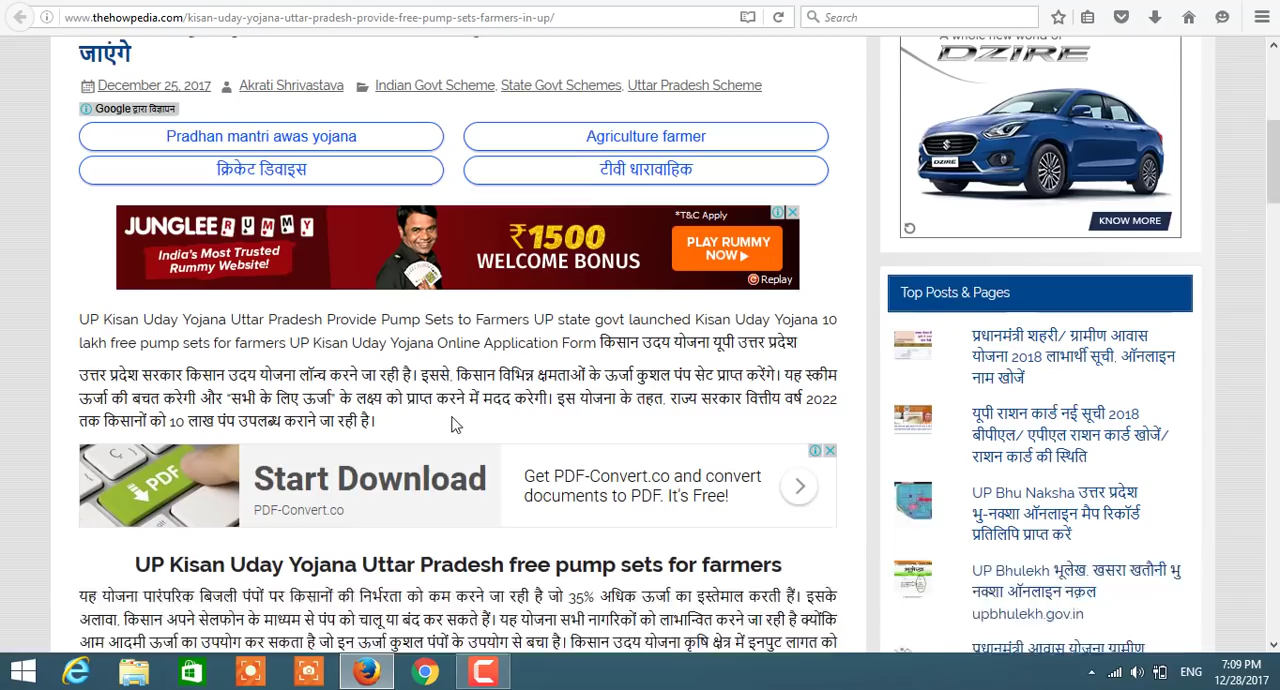 www.thehowpedia.com/kisan-uday-yojana-uttar-pradesh-provide-free-pump-sets-farmers-in-up/
Search
जाएंगे
December 25, 2017 Akrati Shrivastava Indian Govt Scheme, State Govt Schemes, Uttar Pradesh Scheme
Google द्वारा विज्ञापन
Pradhan mantri awas yojana
Agriculture farmer
क्रिकेट डिवाइस
टीवी धारावाहिक
JUNGLEE RUMMY
India's Most Trusted
Rummy Website!
₹1500
WELCOME BONUS
*T&C Apply
PLAY RUMMY
NOW
Replay
UP Kisan Uday Yojana Uttar Pradesh Provide Pump Sets to Farmers UP state govt launched Kisan Uday Yojana 10
lakh free pump sets for farmers UP Kisan Uday Yojana Online Application Form किसान उदय योजना यूपी उत्तर प्रदेश
उत्तर प्रदेश सरकार किसान उदय योजना लॉन्च करने जा रही है। इससे, किसान विभिन्न क्षमताओं के ऊर्जा कुशल पंप सेट प्राप्त करेंगे। यह स्कीम
ऊर्जा की बचत करेगी और “सभी के लिए ऊर्जा” के लक्ष्य को प्राप्त करने में मदद करेगी। इस योजना के तहत, राज्य सरकार वित्तीय वर्ष 2022
तक किसानों को 10 लाख पंप उपलब्ध कराने जा रही है।
PDF
Start Download
PDF-Convert.co
Get PDF-Convert.co and convert
documents to PDF. It's Free!
UP Kisan Uday Yojana Uttar Pradesh free pump sets for farmers
यह योजना पारंपरिक बिजली पंपों पर किसानों की निर्भरता को कम करने जा रही है जो 35% अधिक ऊर्जा का इस्तेमाल करती हैं। इसके
अलावा, किसान अपने सेलफोन के माध्यम से पंप को चालू या बंद कर सकते हैं। यह योजना सभी नागरिकों को लाभान्वित करने जा रही है क्योंकि
आम आदमी ऊर्जा का उपयोग कर सकता है जो इन ऊर्जा कुशल पंपों के उपयोग से बचा है। किसान उदय योजना कृषि क्षेत्र में इनपुट लागत को
A whole new world of
DZIRE
DZIRE
KNOW MORE
Top Posts & Pages
प्रधानमंत्री शहरी/ ग्रामीण आवास
योजना 2018 लाभार्थी सूची, ऑनलाइन
नाम खोजें
यूपी राशन कार्ड नई सूची 2018
बीपीएल/ एपीएल राशन कार्ड खोजें/
राशन कार्ड की स्थिति
UP Bhu Naksha उत्तर प्रदेश
भु-नक्शा ऑनलाइन मैप रिकॉर्ड
प्रतिलिपि प्राप्त करें
UP Bhulekh भूलेख, खसरा खतौनी भु
नक्शा ऑनलाइन नक़ल
upbhulekh.gov.in
प्रधानमंत्री आवास योजना ग्रामीण
ENG
7:09 PM
12/28/2017